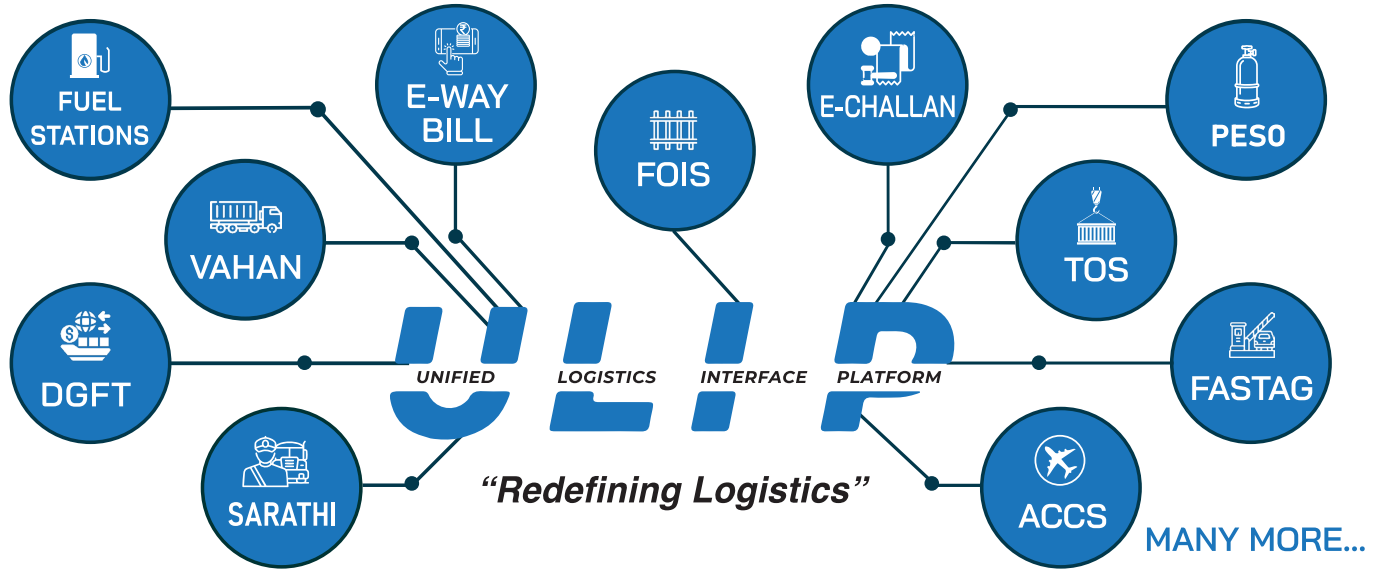 FUEL
STATIONS
E-WAY
BILL
FOIS
E-CHALLAN
PESO
VAHAN
TOS
DGFT
ULIP
UNIFIED LOGISTICS INTERFACE PLATFORM
FASTAG
SARATHI
"Redefining Logistics"
ACCS
MANY MORE...